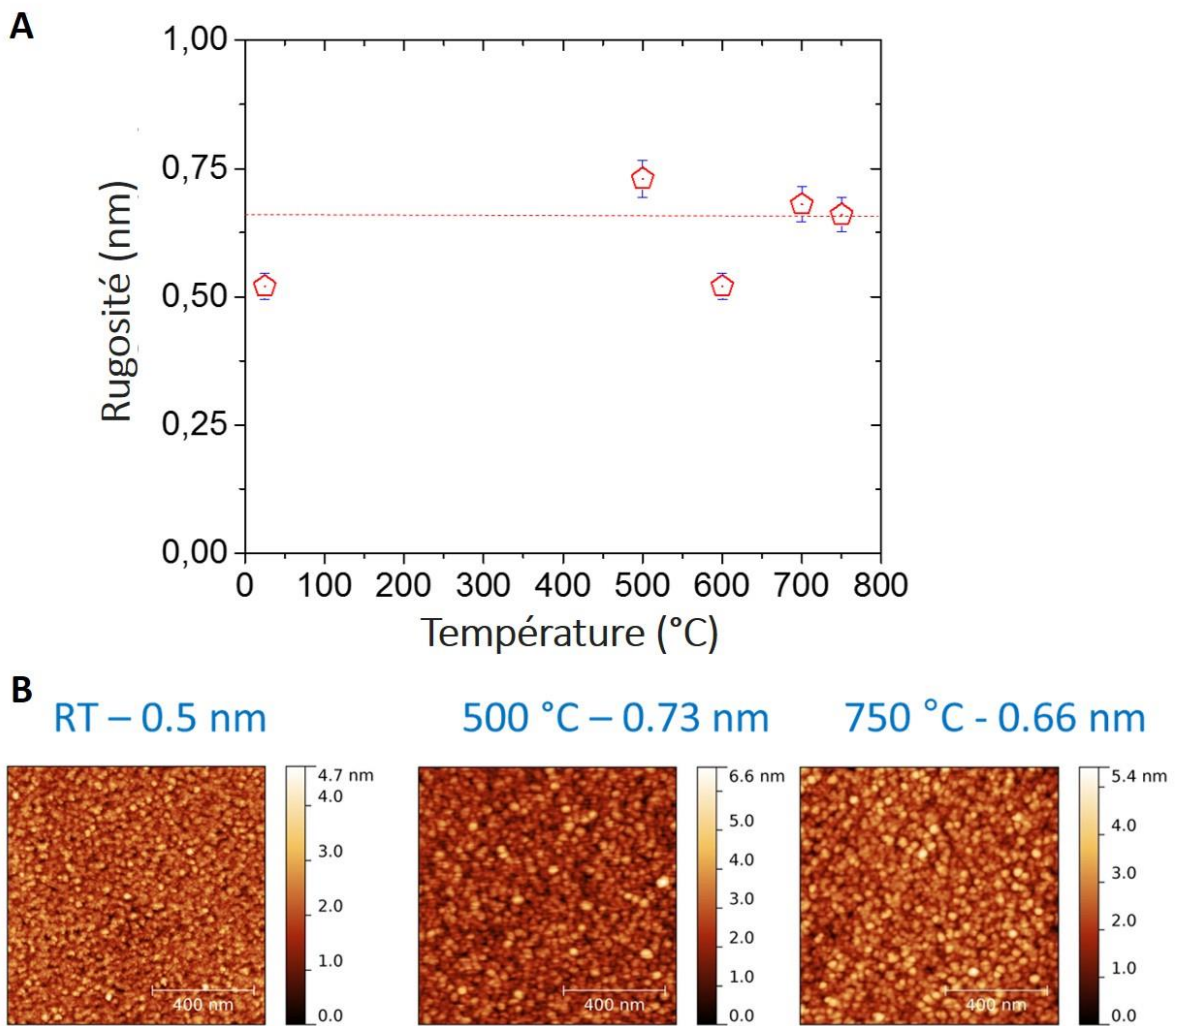 A
1,00
0,75
0,50
0,25
0,00
Rugosité (nm)
0 100 200 300 400 500 600 700 800
Température (°C)
B
RT – 0.5 nm
500 °C – 0.73 nm
750 °C - 0.66 nm
4.7 nm
4.0
3.0
2.0
1.0
0.0
400 nm
6.6 nm
5.0
4.0
3.0
2.0
1.0
0.0
400 nm
5.4 nm
4.0
3.0
2.0
1.0
0.0
400 nm